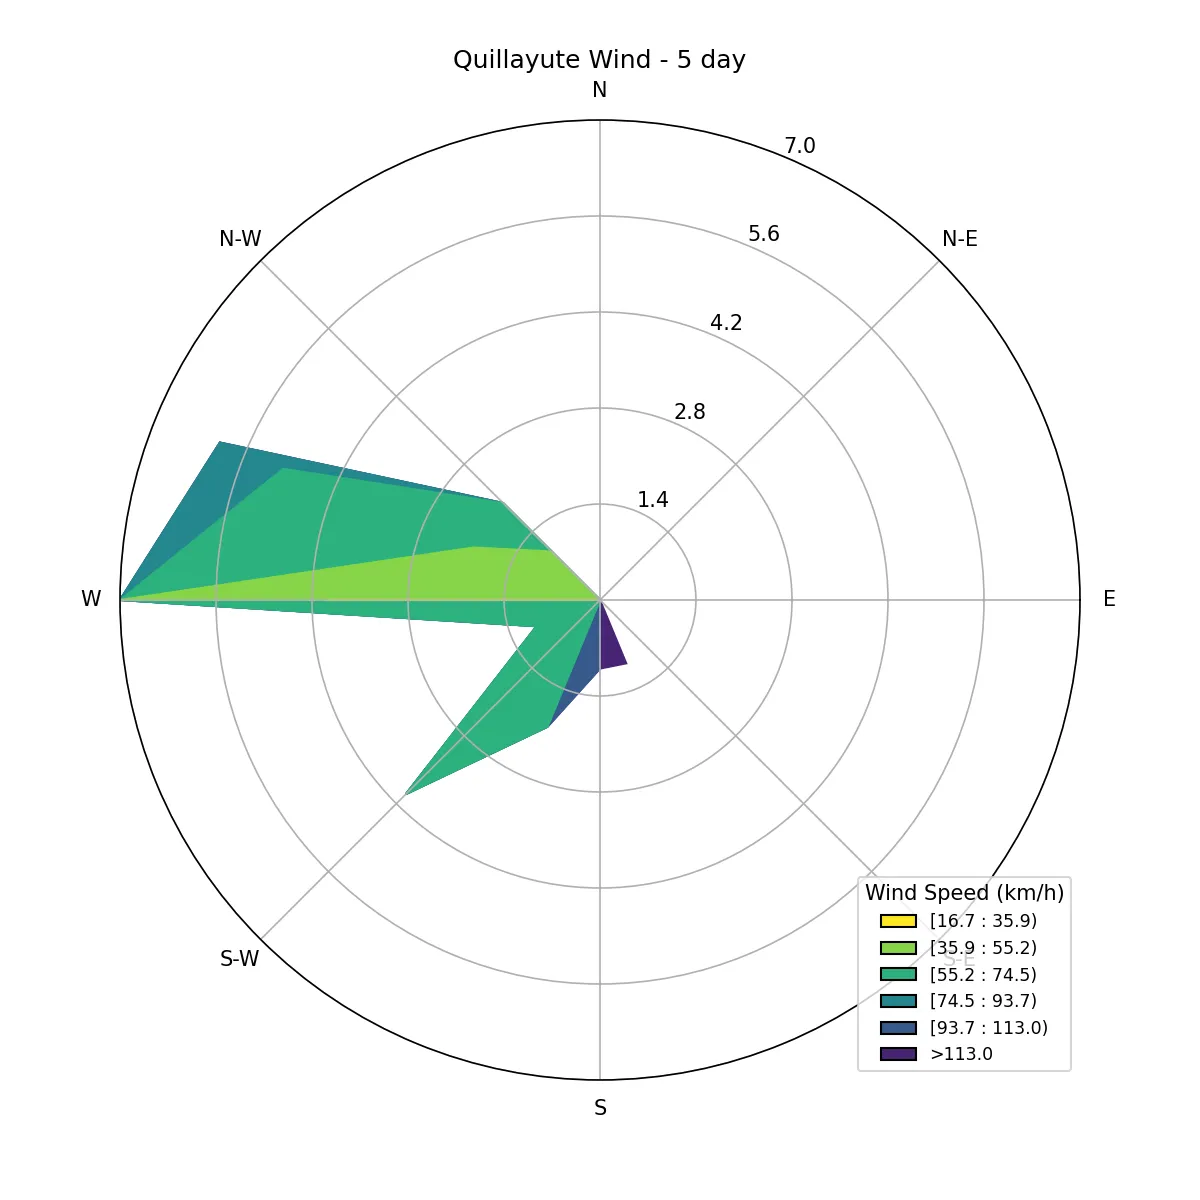 Quillayute Wind - 5 day
N
7.0
N-W
5.6
N-E
4.2
2.8
1.4
W
E
S-W
S-E
S
Wind Speed (km/h)
[16.7 : 35.9)
[35.9 : 55.2)
[55.2 : 74.5)
[74.5 : 93.7)
[93.7 : 113.0)
>113.0